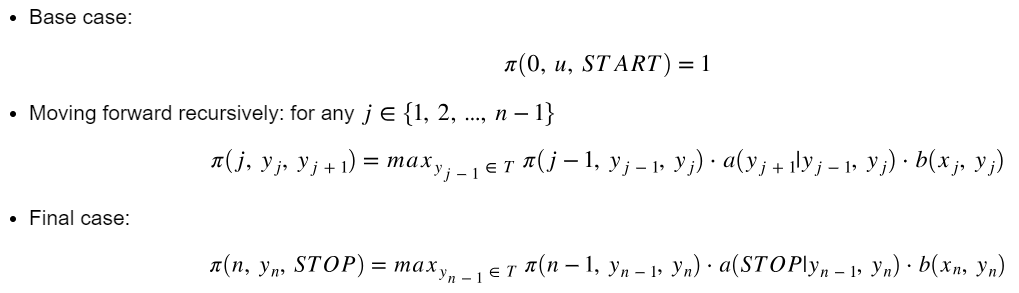 • Base case:
π(0, u, START) = 1
• Moving forward recursively: for any j ∈ {1, 2, ..., n − 1}
π(j, y_j, y_{j + 1}) = max_{y_{j − 1} ∈ T} π(j − 1, y_{j − 1}, y_j) · a(y_{j + 1}|y_{j − 1}, y_j) · b(x_j, y_j)
• Final case:
π(n, y_n, STOP) = max_{y_{n − 1} ∈ T} π(n − 1, y_{n − 1}, y_n) · a(STOP|y_{n − 1}, y_n) · b(x_n, y_n)